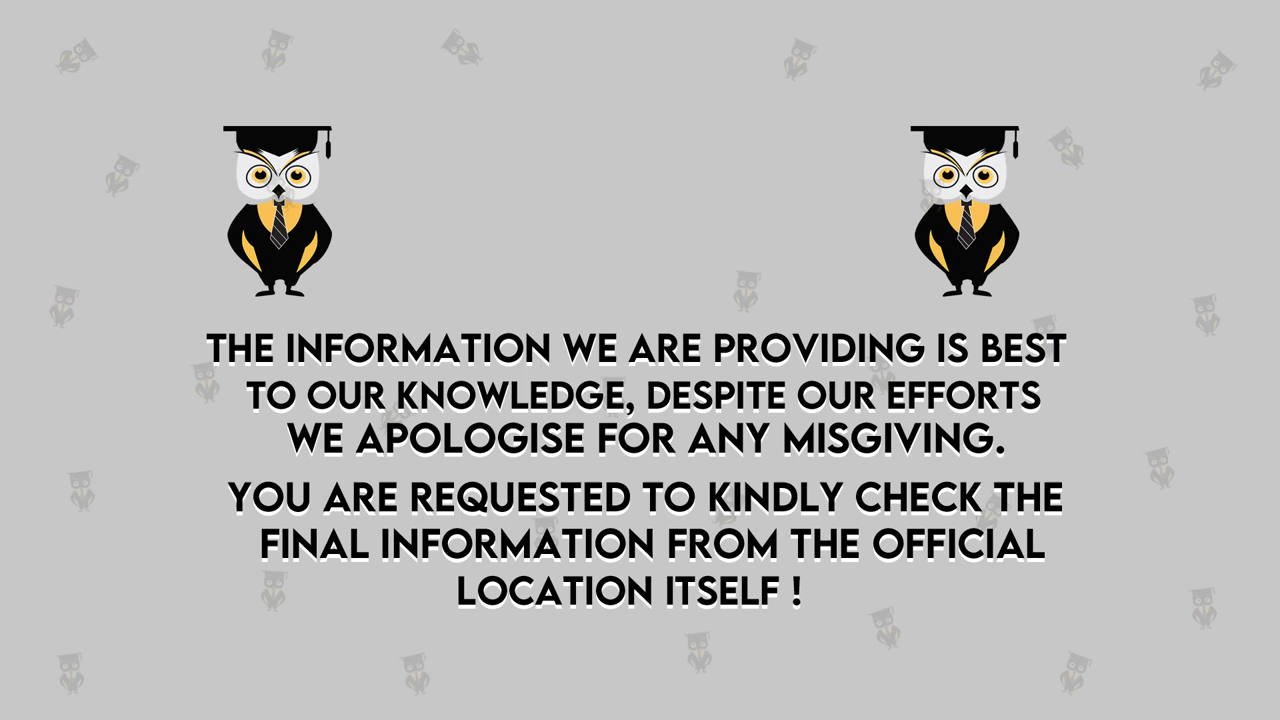 THE INFORMATION WE ARE PROVIDING IS BEST
TO OUR KNOWLEDGE, DESPITE OUR EFFORTS
WE APOLOGISE FOR ANY MISGIVING.
YOU ARE REQUESTED TO KINDLY CHECK THE
FINAL INFORMATION FROM THE OFFICIAL
LOCATION ITSELF !